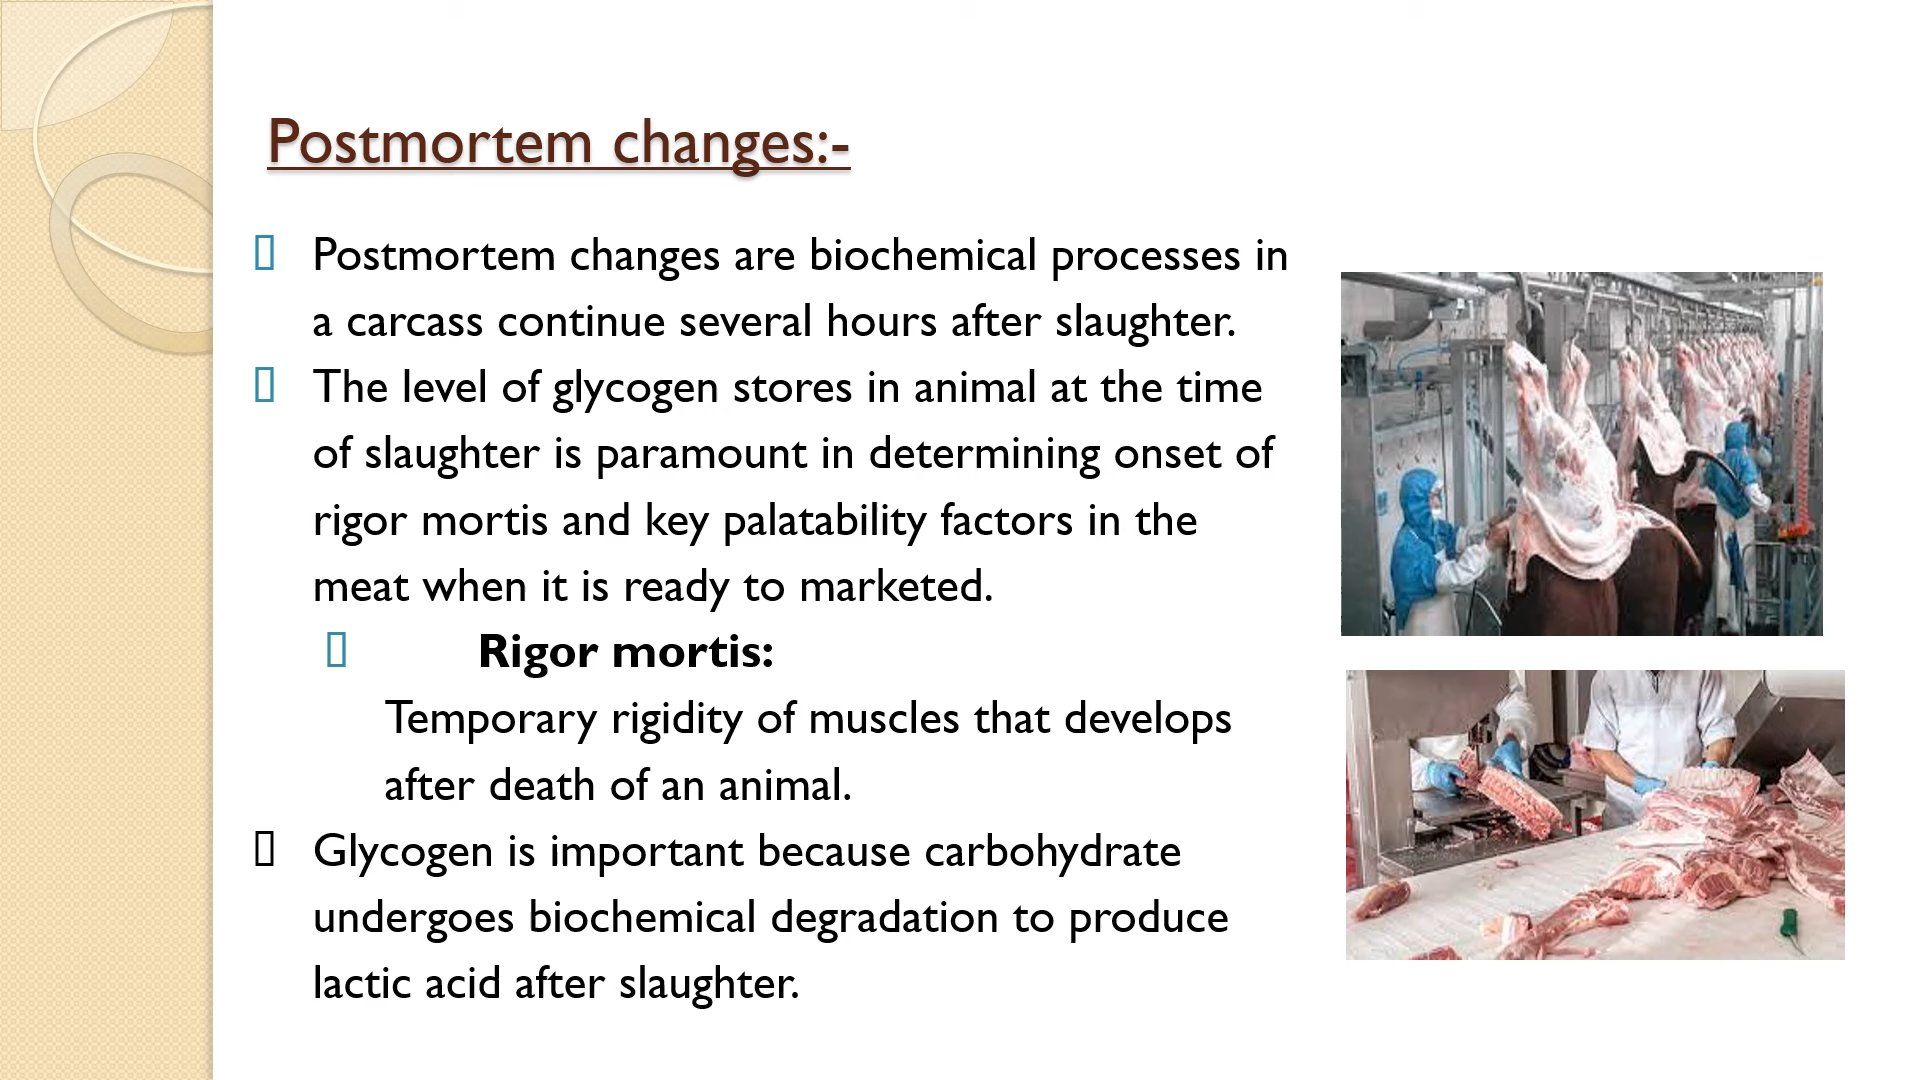 Postmortem changes:-
Postmortem changes are biochemical processes in
a carcass continue several hours after slaughter.
The level of glycogen stores in animal at the time
of slaughter is paramount in determining onset of
rigor mortis and key palatability factors in the
meat when it is ready to marketed.
Rigor mortis:
Temporary rigidity of muscles that develops
after death of an animal.
Glycogen is important because carbohydrate
undergoes biochemical degradation to produce
lactic acid after slaughter.